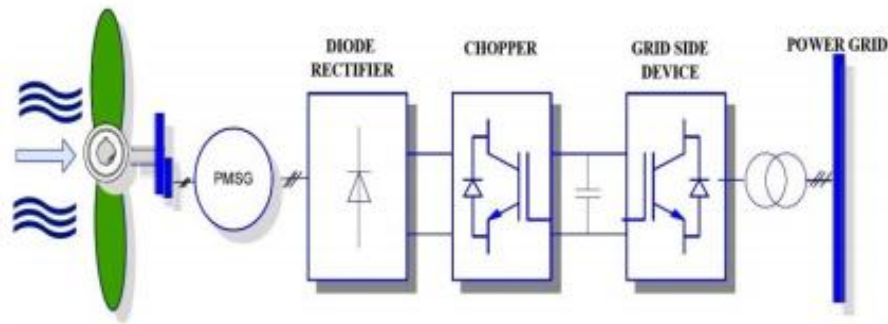 DIODE
RECTIFIER
CHOPPER
GRID SIDE
DEVICE
POWER GRID
PMSG